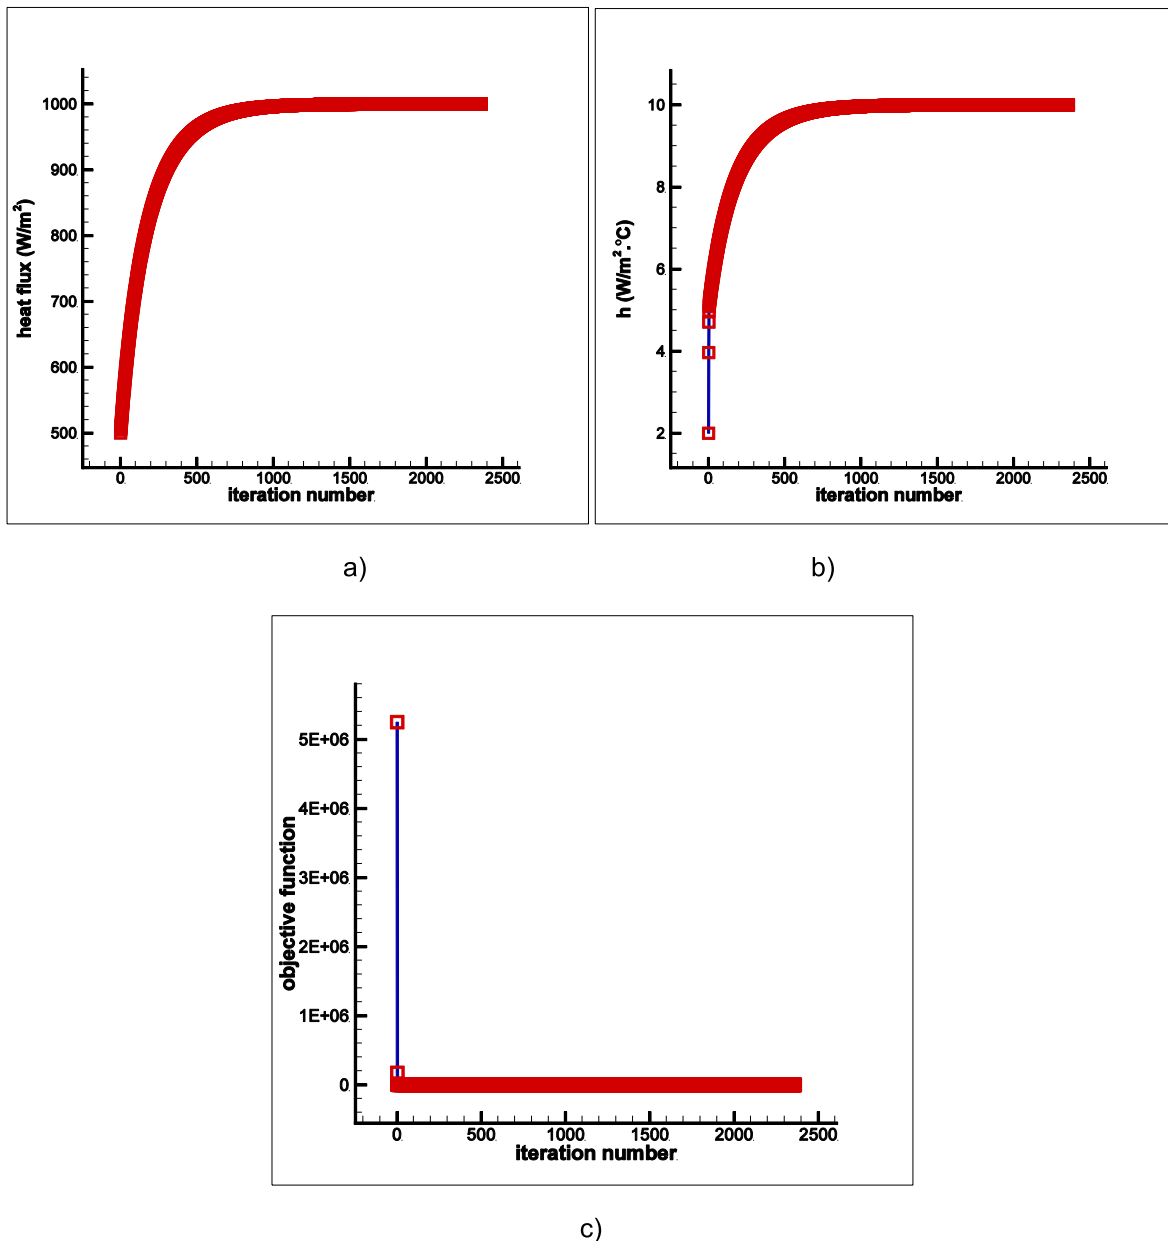 1000
900
800
700
600
500
heat flux (W/m²)
0 500 1000 1500 2000 2500
iteration number
a)
10
8
6
4
2
h (W/m².°C)
0 500 1000 1500 2000 2500
iteration number
b)
5E+06
4E+06
3E+06
2E+06
1E+06
0
objective function
0 500 1000 1500 2000 2500
iteration number
c)